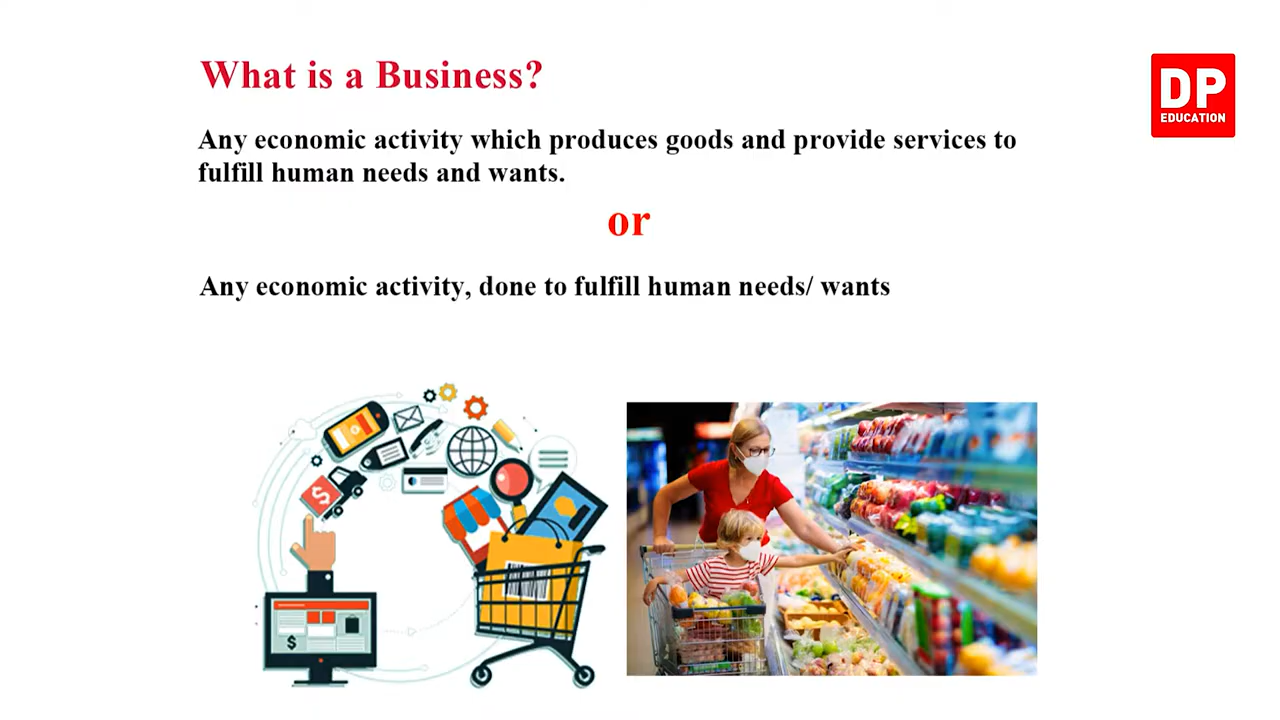 What is a Business?
DP
EDUCATION
Any economic activity which produces goods and provide services to
fulfill human needs and wants.
or
Any economic activity, done to fulfill human needs/ wants
$
$